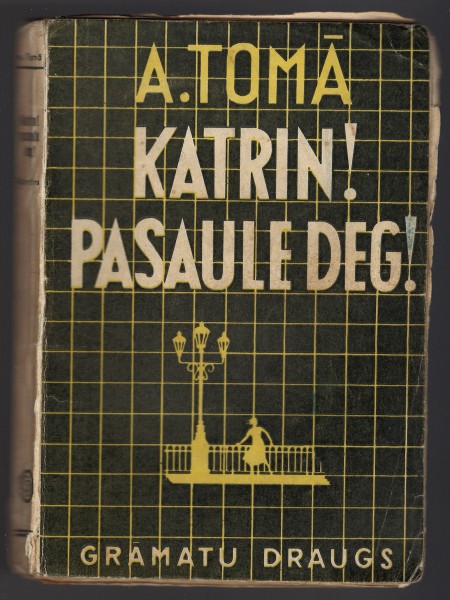 A. TOMĀ
KATRIN!
PASAULE DEG!
GRĀMATU DRAUGS